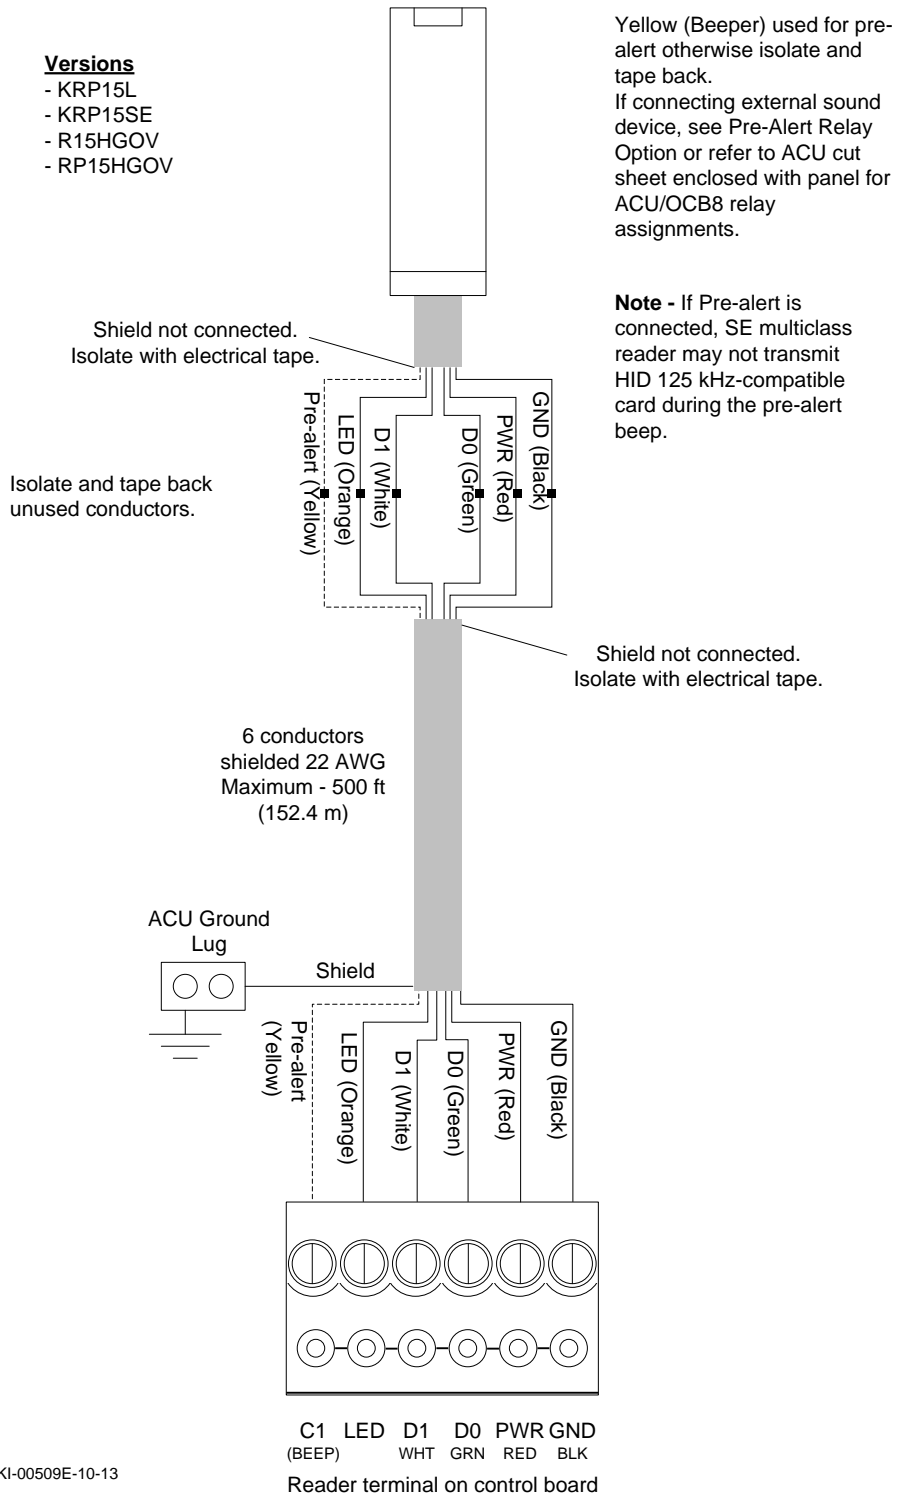 Versions
- KRP15L
- KRP15SE
- R15HGOV
- RP15HGOV
Yellow (Beeper) used for pre-
alert otherwise isolate and
tape back.
If connecting external sound
device, see Pre-Alert Relay
Option or refer to ACU cut
sheet enclosed with panel for
ACU/OCB8 relay
assignments.
Note - If Pre-alert is
connected, SE multiclass
reader may not transmit
HID 125 kHz-compatible
card during the pre-alert
beep.
Shield not connected.
Isolate with electrical tape.
Pre-alert (Yellow)
LED (Orange)
D1 (White)
D0 (Green)
PWR (Red)
GND (Black)
Isolate and tape back
unused conductors.
Shield not connected.
Isolate with electrical tape.
6 conductors
shielded 22 AWG
Maximum - 500 ft
(152.4 m)
ACU Ground
Lug
Shield
Pre-alert
(Yellow)
LED (Orange)
D1 (White)
D0 (Green)
PWR (Red)
GND (Black)
C1 LED D1 D0 PWR GND
(BEEP) WHT GRN RED BLK
Reader terminal on control board
KI-00509E-10-13